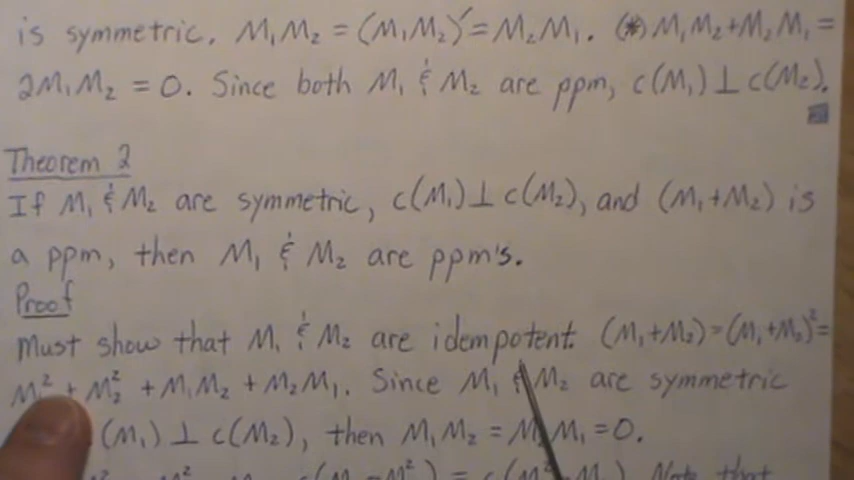 is symmetric. M₁M₂ = (M₁M₂)′ = M₂M₁. (*) M₁M₂+M₂M₁ =
2M₁M₂ = 0. Since both M₁ & M₂ are ppm, c(M₁) ⊥ c(M₂).
Theorem 2
If M₁ & M₂ are symmetric, c(M₁) ⊥ c(M₂), and (M₁+M₂) is
a ppm, then M₁ & M₂ are ppm's.
Proof
Must show that M₁ & M₂ are idempotent. (M₁+M₂) = (M₁+M₂)² =
M² + M₂² + M₁M₂ + M₂M₁. Since M₁ & M₂ are symmetric
(M₁) ⊥ c(M₂), then M₁M₂ = M₂M₁ = 0.
Note that